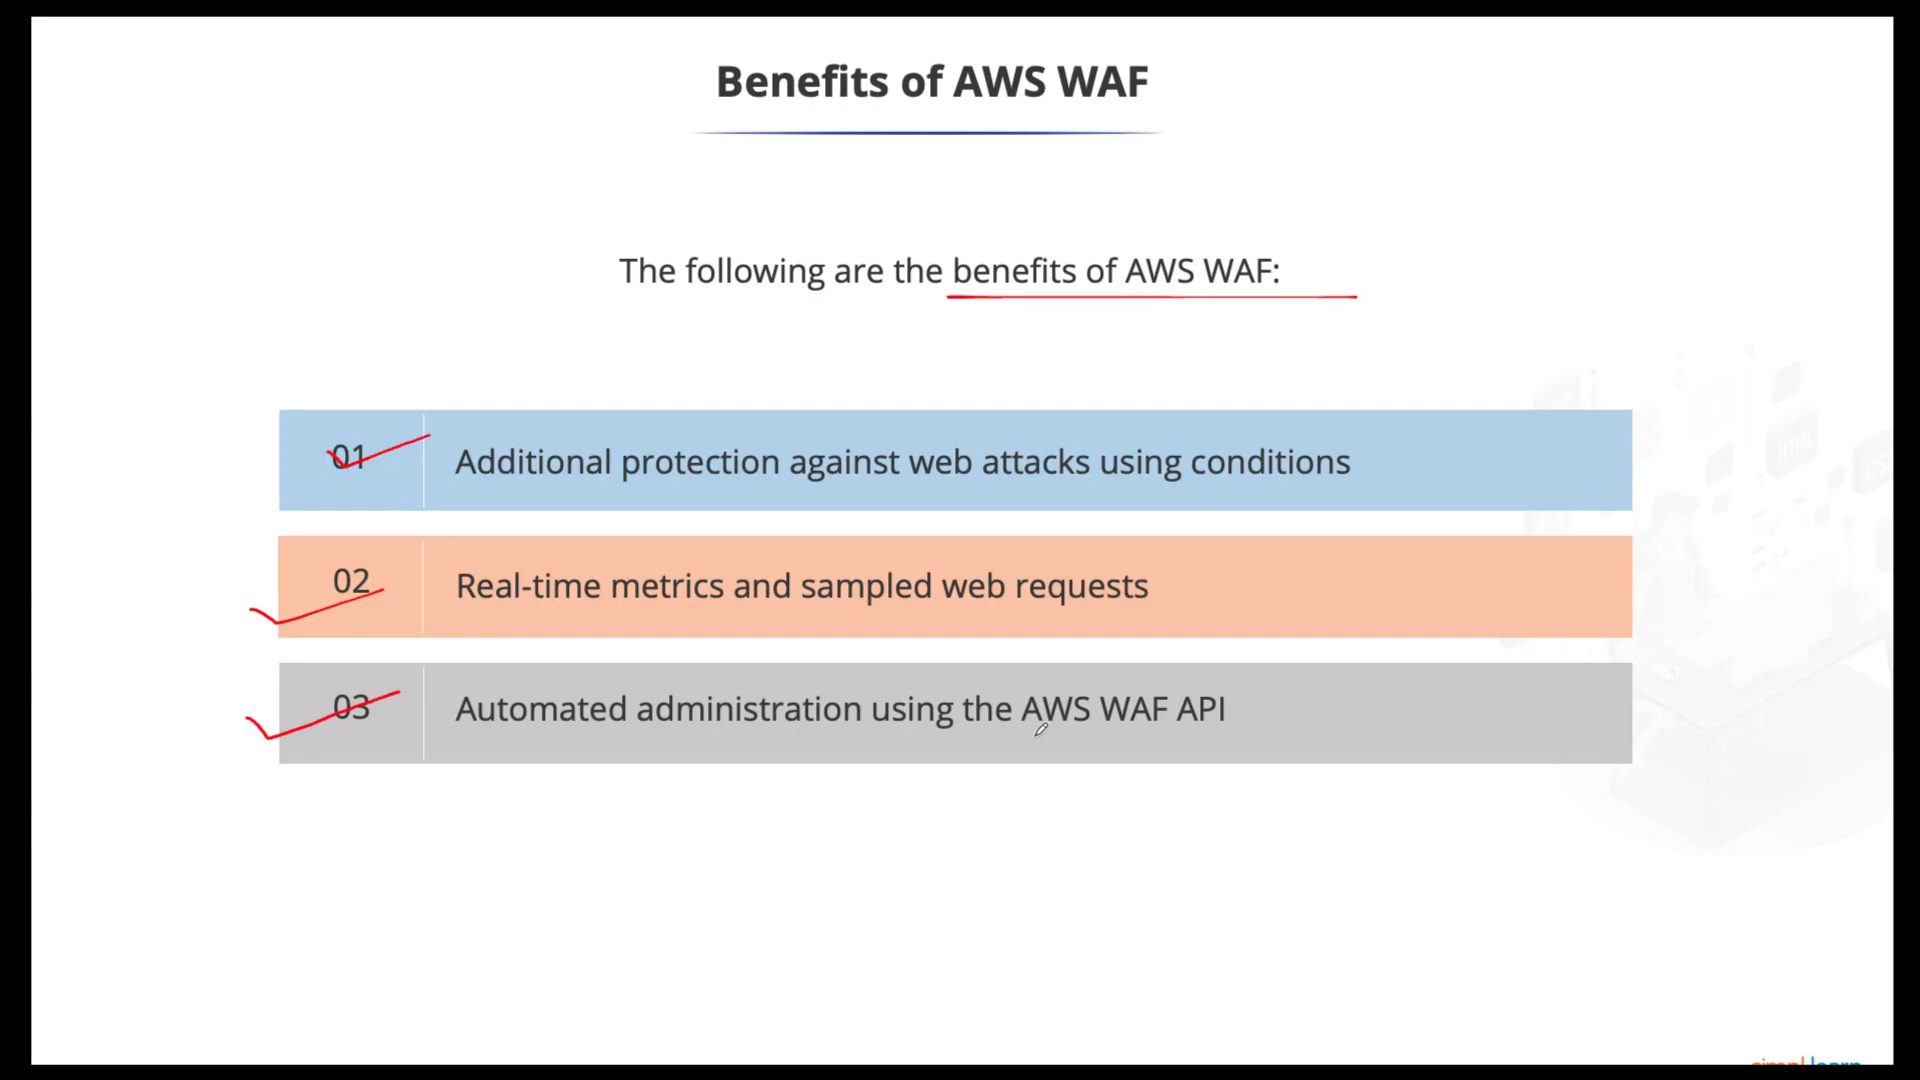 Benefits of AWS WAF
The following are the benefits of AWS WAF:
01 Additional protection against web attacks using conditions
02 Real-time metrics and sampled web requests
03 Automated administration using the AWS WAF API
HTML